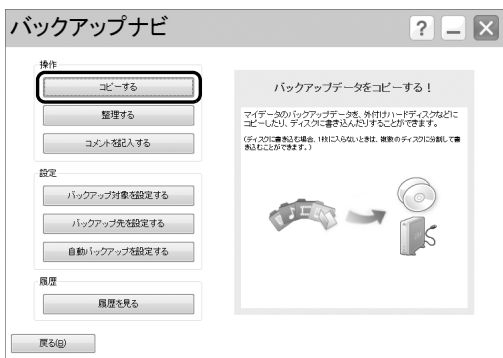 バックアップナビ
?
操作
コピーする
整理する
コメントを記入する
設定
バックアップ対象を設定する
バックアップ先を設定する
自動バックアップを設定する
履歴
履歴を見る
戻る(B)
バックアップデータをコピーする！
マイデータのバックアップデータを、外付けハードディスクなどに
コピーしたり、ディスクに書き込んだりすることができます。
(ディスクに書き込む場合、1枚に入らないときは、複数のディスクに分割して書
き込むことができます。)